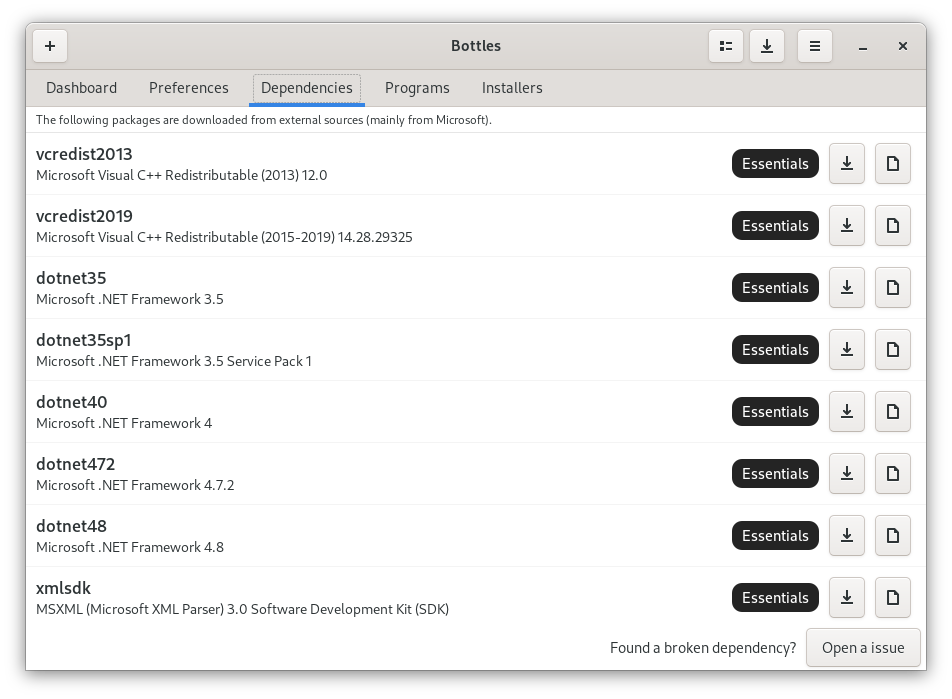 Bottles
Dashboard Preferences Dependencies Programs Installers
The following packages are downloaded from external sources (mainly from Microsoft).
vcredist2013
Microsoft Visual C++ Redistributable (2013) 12.0
Essentials
vcredist2019
Microsoft Visual C++ Redistributable (2015-2019) 14.28.29325
Essentials
dotnet35
Microsoft .NET Framework 3.5
Essentials
dotnet35sp1
Microsoft .NET Framework 3.5 Service Pack 1
Essentials
dotnet40
Microsoft .NET Framework 4
Essentials
dotnet472
Microsoft .NET Framework 4.7.2
Essentials
dotnet48
Microsoft .NET Framework 4.8
Essentials
xmlsdk
MSXML (Microsoft XML Parser) 3.0 Software Development Kit (SDK)
Essentials
Found a broken dependency? Open a issue